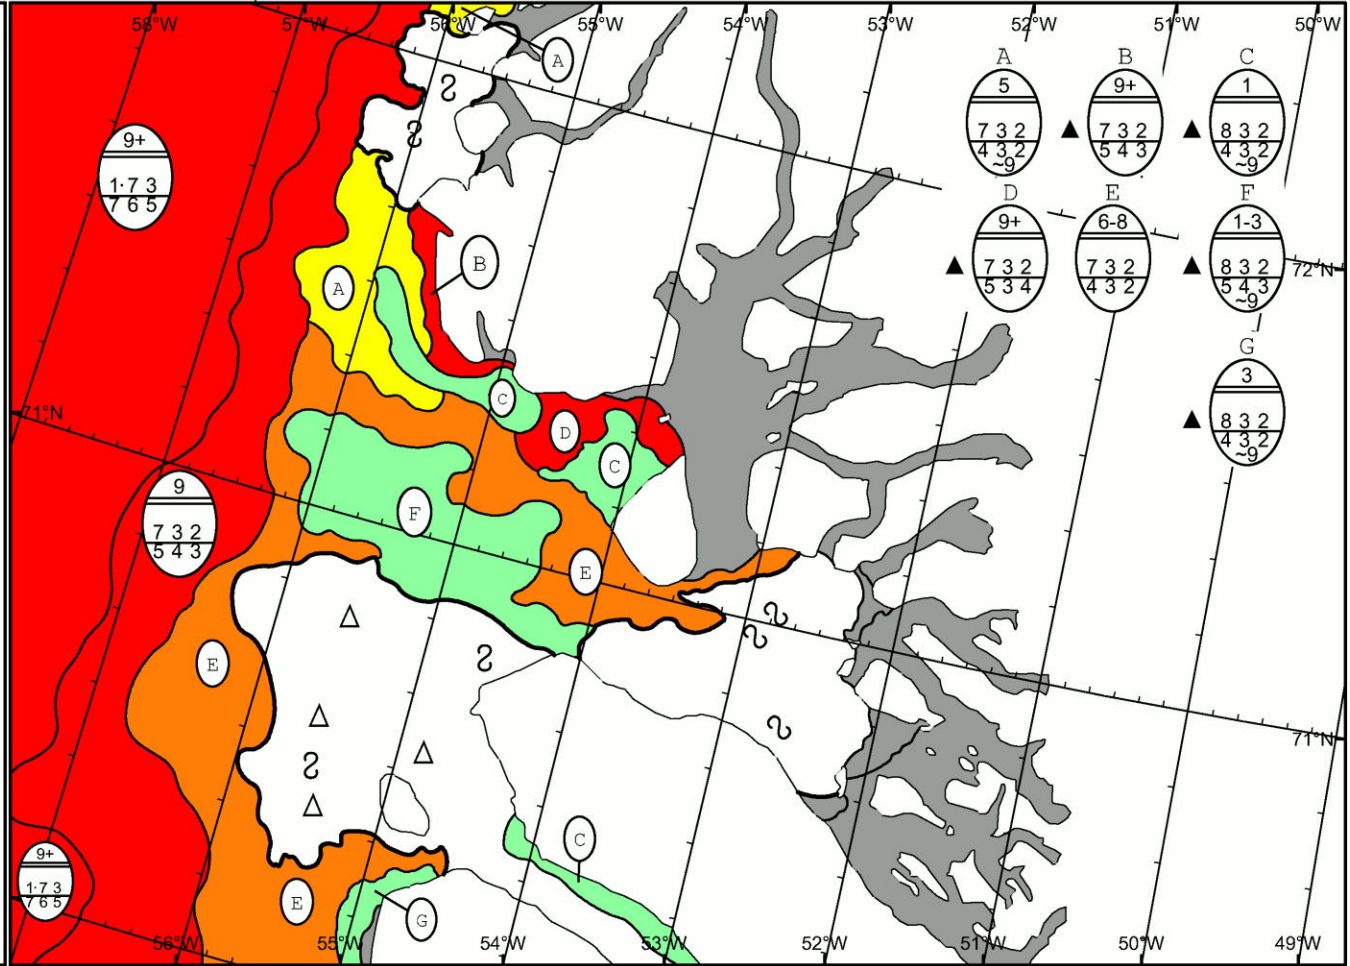 58°W 57°W 56°W 55°W 54°W 53°W 52°W 51°W 50°W
A
A B C
5 9+ 1
7 3 2 7 3 2 8 3 2
4 3 2 5 4 3 4 3 2
~9 ~9
9+
1·7 3
7 6 5
D E F
9+ 6-8 1-3
7 3 2 7 3 2 8 3 2
5 3 4 4 3 2 5 4 3
~9
72°N
B
A
G
3
8 3 2
4 3 2
~9
71°N
C
D
C
9
7 3 2
5 4 3
F
E
E
71°N
C
9+
1·7 3
7 6 5
E
G
56°W 55°W 54°W 53°W 52°W 51°W 50°W 49°W